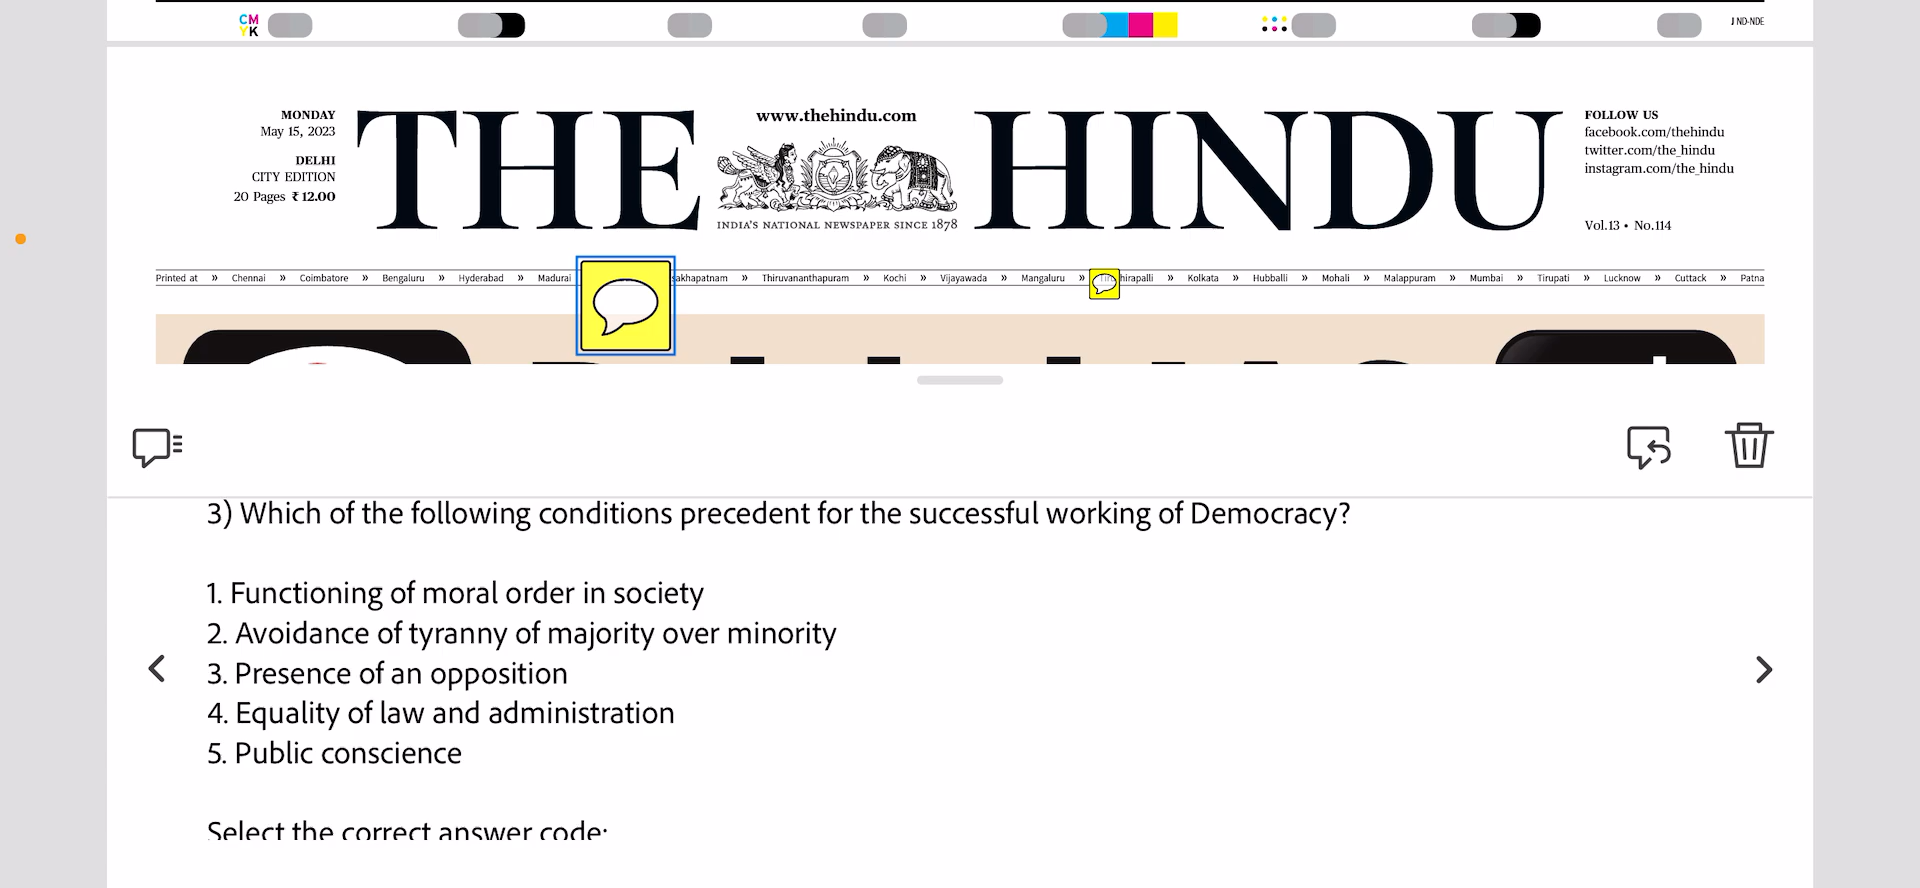 CM
YK
J ND-NDE
MONDAY
May 15, 2023
DELHI
CITY EDITION
20 Pages ₹ 12.00
THE HINDU
www.thehindu.com
INDIA'S NATIONAL NEWSPAPER SINCE 1878
FOLLOW US
facebook.com/thehindu
twitter.com/the_hindu
instagram.com/the_hindu
Vol.13 • No.114
Printed at » Chennai » Coimbatore » Bengaluru » Hyderabad » Madurai sakhapatnam » Thiruvananthapuram » Kochi » Vijayawada » Mangaluru » hirapalli » Kolkata » Hubballi » Mohali » Malappuram » Mumbai » Tirupati » Lucknow » Cuttack » Patna
3) Which of the following conditions precedent for the successful working of Democracy?
1. Functioning of moral order in society
2. Avoidance of tyranny of majority over minority
3. Presence of an opposition
4. Equality of law and administration
5. Public conscience
Select the correct answer code: